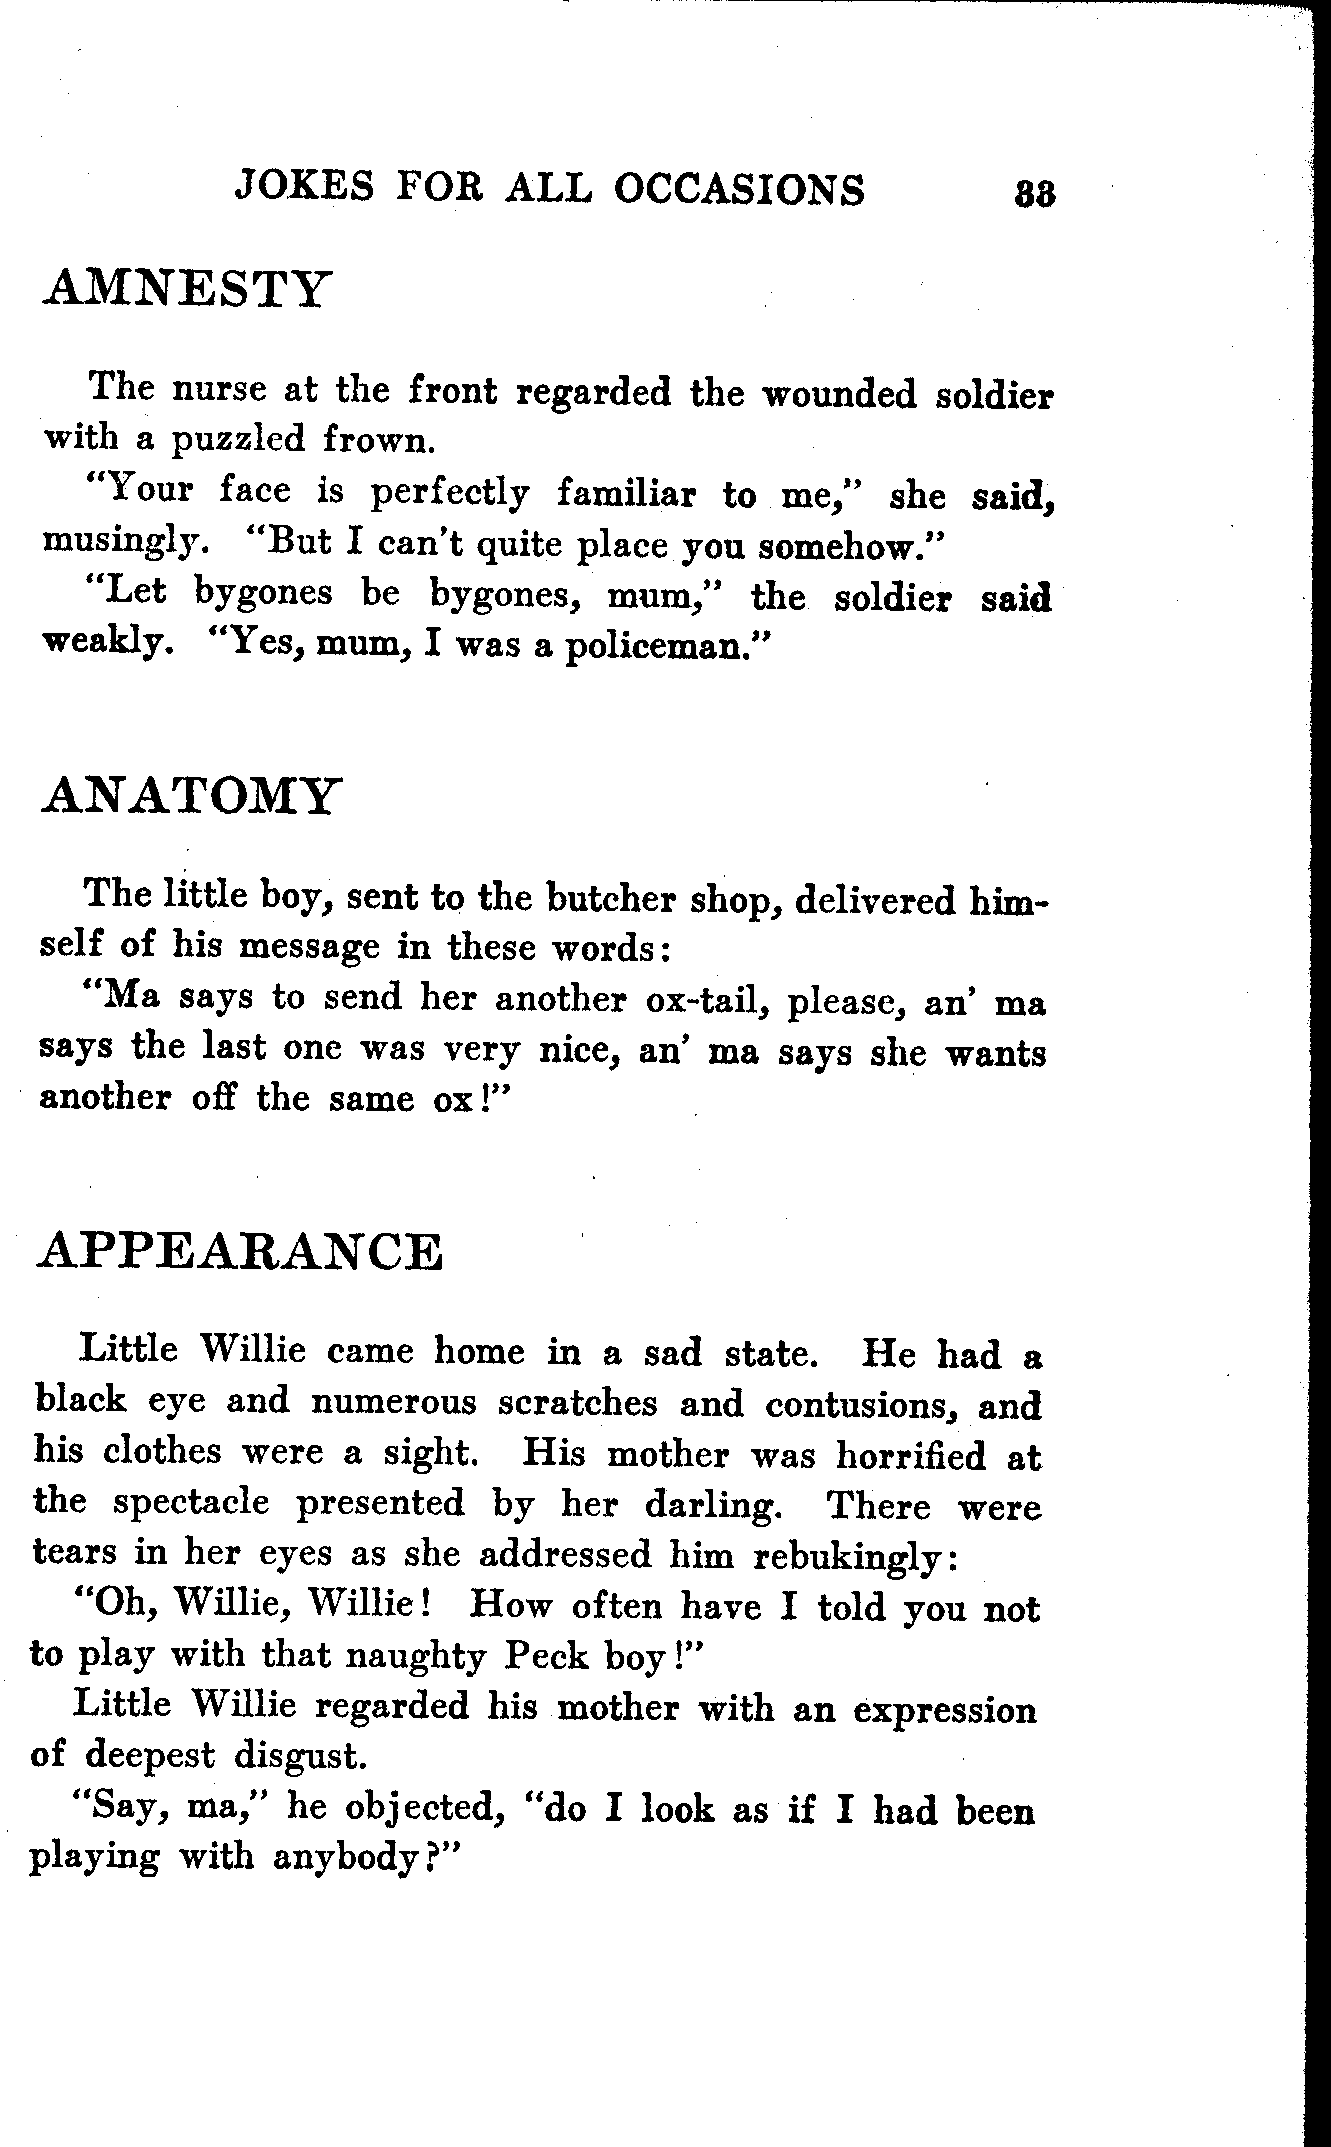 JOKES FOR ALL OCCASIONS 33
AMNESTY
The nurse at the front regarded the wounded soldier
with a puzzled frown.
“Your face is perfectly familiar to me,” she said,
musingly. “But I can't quite place you somehow.”
“Let bygones be bygones, mum,” the soldier said
weakly. “Yes, mum, I was a policeman.”
ANATOMY
The little boy, sent to the butcher shop, delivered him-
self of his message in these words:
“Ma says to send her another ox-tail, please, an’ ma
says the last one was very nice, an’ ma says she wants
another off the same ox!”
APPEARANCE
Little Willie came home in a sad state. He had a
black eye and numerous scratches and contusions, and
his clothes were a sight. His mother was horrified at
the spectacle presented by her darling. There were
tears in her eyes as she addressed him rebukingly:
“Oh, Willie, Willie! How often have I told you not
to play with that naughty Peck boy!”
Little Willie regarded his mother with an expression
of deepest disgust.
“Say, ma,” he objected, “do I look as if I had been
playing with anybody?”